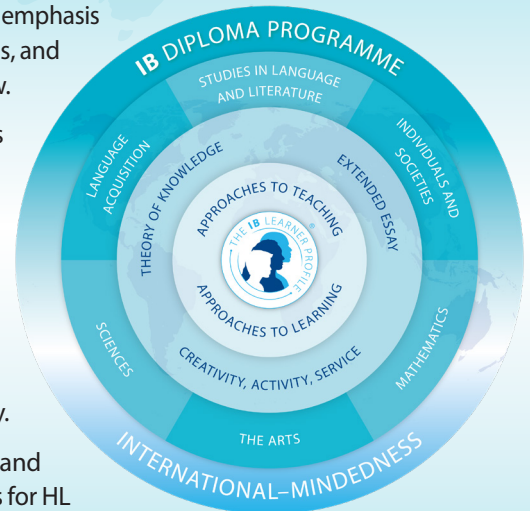 emphasis
s, and
w.
s
y.
and
s for HL
IB DIPLOMA PROGRAMME
STUDIES IN LANGUAGE
AND LITERATURE
LANGUAGE
ACQUISITION
INDIVIDUALS AND
SOCIETIES
THEORY OF KNOWLEDGE
EXTENDED ESSAY
APPROACHES TO TEACHING
THE IB LEARNER PROFILE
®
APPROACHES TO LEARNING
CREATIVITY, ACTIVITY, SERVICE
SCIENCES
MATHEMATICS
THE ARTS
INTERNATIONAL–MINDEDNESS